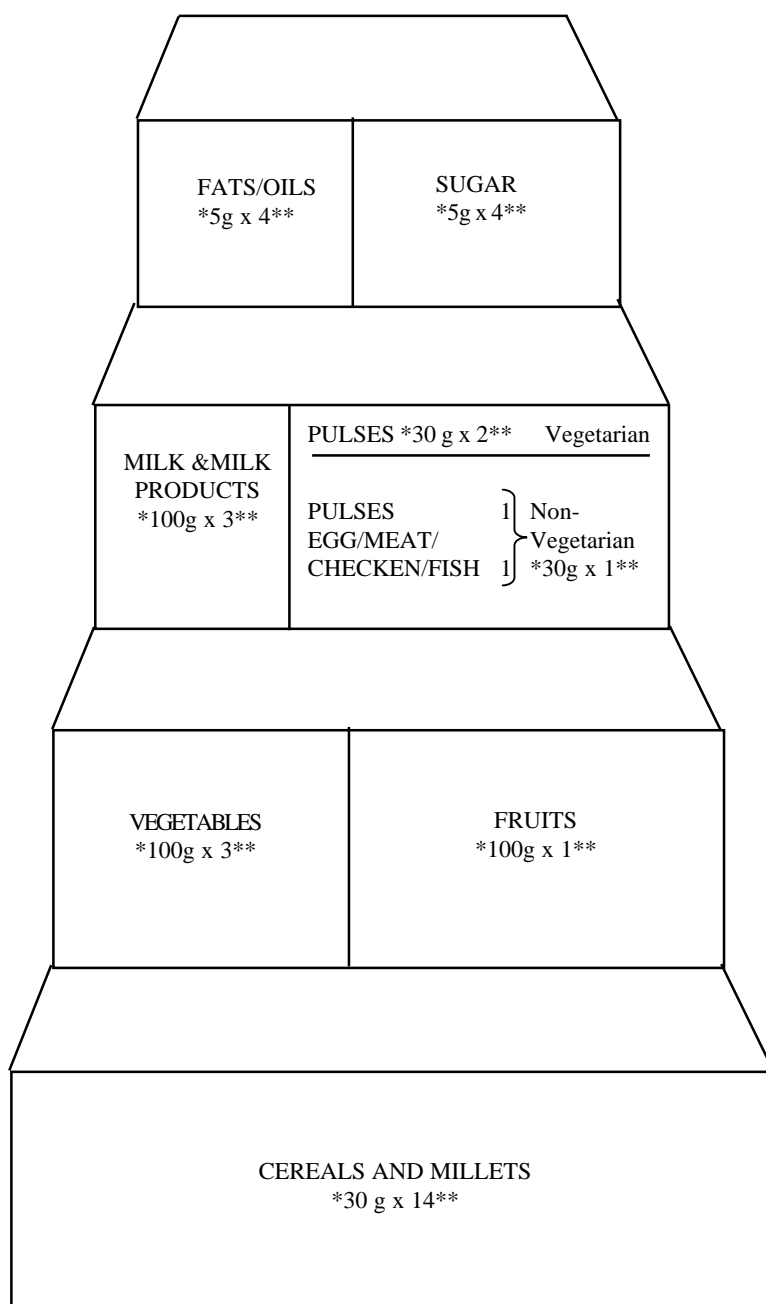 FATS/OILS
*5g x 4**
SUGAR
*5g x 4**
MILK &MILK
PRODUCTS
*100g x 3**
PULSES *30 g x 2** Vegetarian
PULSES 1
EGG/MEAT/
CHECKEN/FISH 1
Non-
Vegetarian
*30g x 1**
VEGETABLES
*100g x 3**
FRUITS
*100g x 1**
CEREALS AND MILLETS
*30 g x 14**